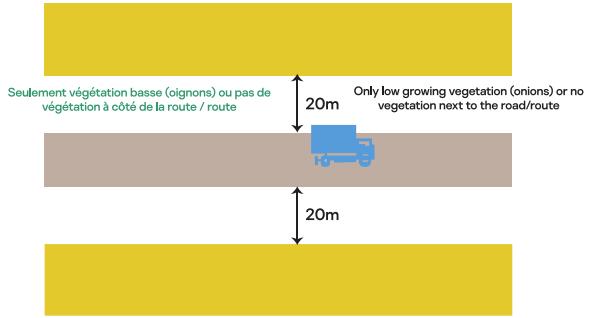 Seulement végétation basse (oignons) ou pas de
végétation à côté de la route / route
20m
Only low growing vegetation (onions) or no
vegetation next to the road/route
20m